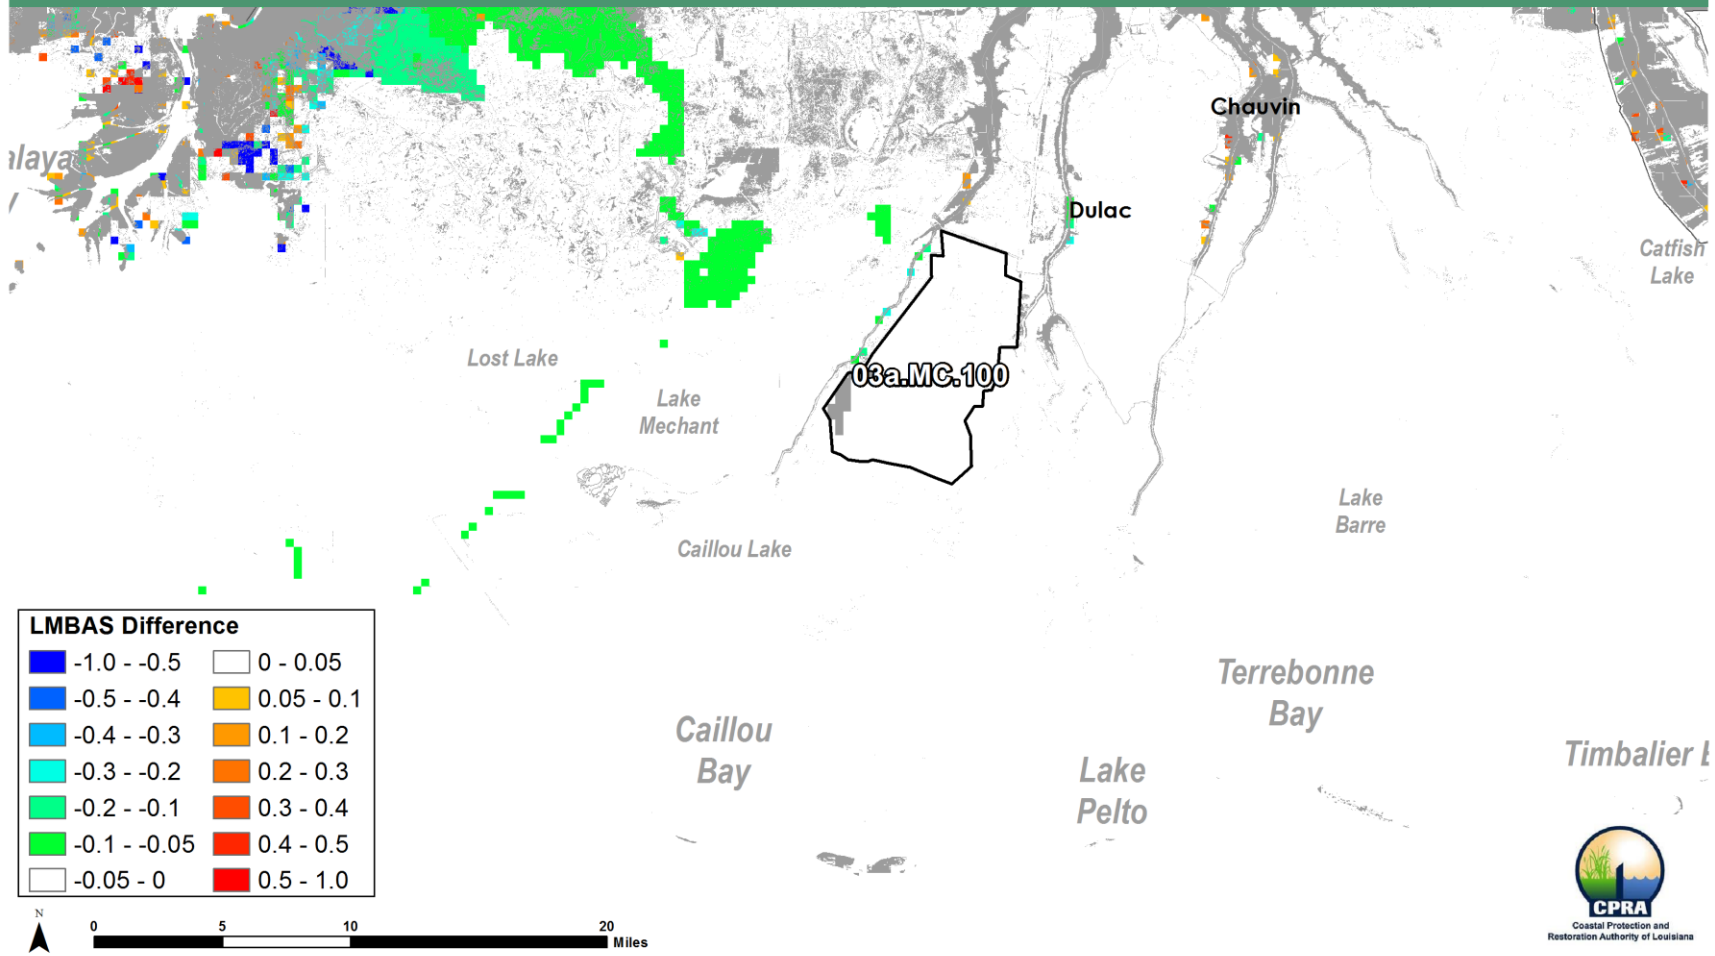 Chauvin
alaya
Dulac
Catfish
Lake
Lost Lake
03a.MC.100
Lake
Mechant
Lake
Barre
Caillou Lake
LMBAS Difference
-1.0 - -0.5
0 - 0.05
-0.5 - -0.4
0.05 - 0.1
-0.4 - -0.3
0.1 - 0.2
-0.3 - -0.2
0.2 - 0.3
-0.2 - -0.1
0.3 - 0.4
-0.1 - -0.05
0.4 - 0.5
-0.05 - 0
0.5 - 1.0
Terrebonne
Bay
Caillou
Bay
Timbalier
Lake
Pelto
CPRA
Coastal Protection and
Restoration Authority of Louisiana
N
0 5 10 20
Miles